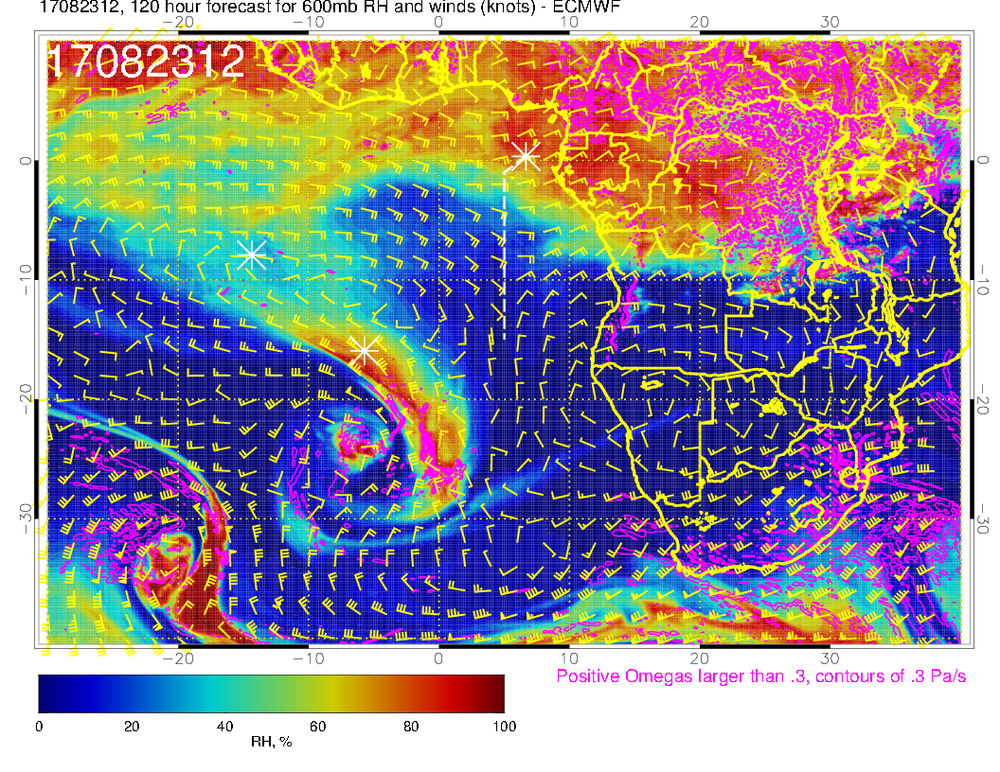 17082312, 120 hour forecast for 600mb RH and winds (knots) - ECMWF
-20 -10 0 10 20 30
17082312
0 0
-10 -10
-20 -20
-30 -30
-20 -10 0 10 20 30
Positive Omegas larger than .3, contours of .3 Pa/s
0 20 40 60 80 100
RH, %